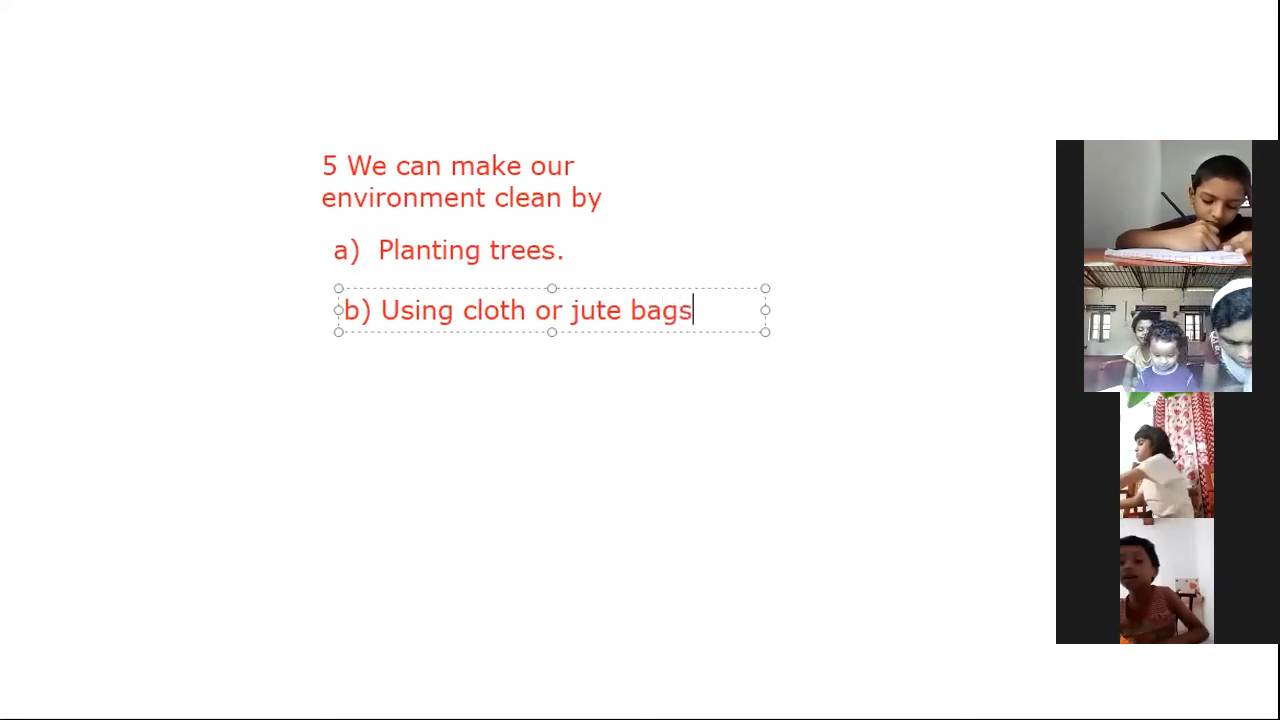 5 We can make our
environment clean by
a) Planting trees.
b) Using cloth or jute bags